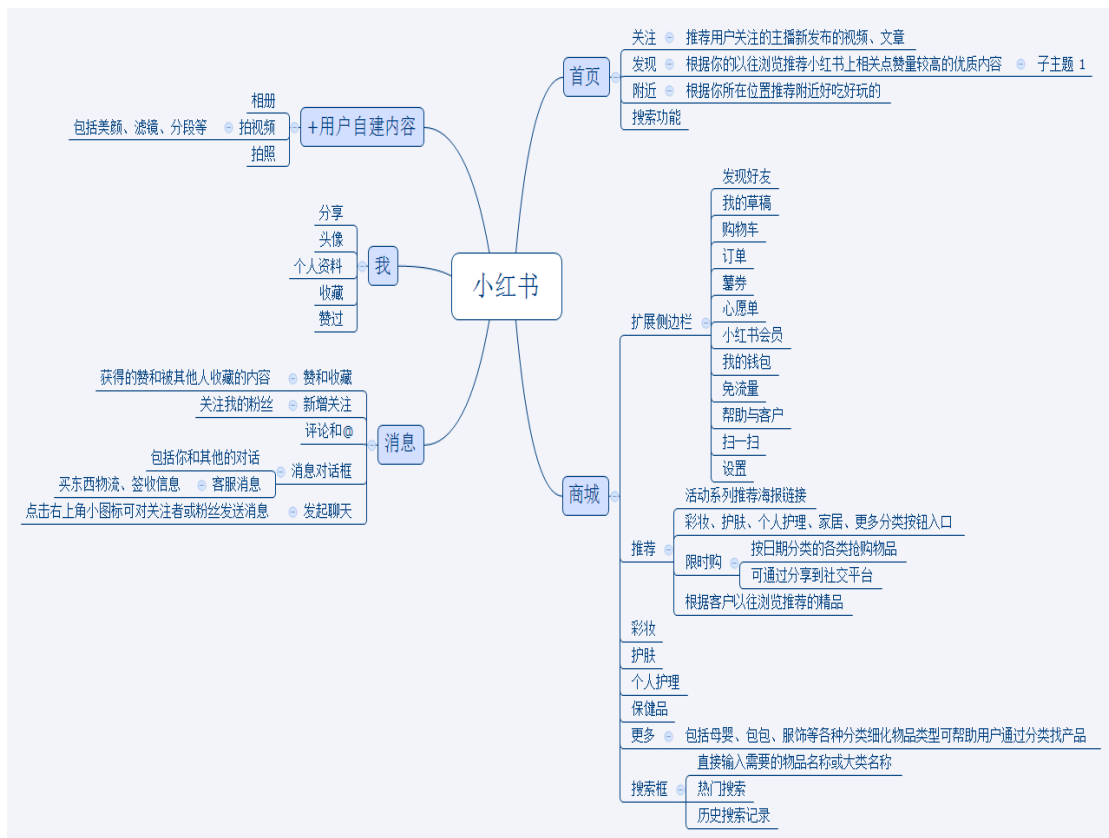 小红书
首页
关注
推荐用户关注的主播新发布的视频、文章
发现
根据你的以往浏览推荐小红书上相关点赞量较高的优质内容
子主题 1
附近
根据你所在位置推荐附近好吃好玩的
搜索功能
商城
扩展侧边栏
发现好友
我的草稿
购物车
订单
薯券
心愿单
小红书会员
我的钱包
免流量
帮助与客户
扫一扫
设置
推荐
活动系列推荐海报链接
彩妆、护肤、个人护理、家居、更多分类按钮入口
限时购
按日期分类的各类抢购物品
可通过分享到社交平台
根据客户以往浏览推荐的精品
彩妆
护肤
个人护理
保健品
更多
包括母婴、包包、服饰等各种分类细化物品类型可帮助用户通过分类找产品
搜索框
直接输入需要的物品名称或大类名称
热门搜索
历史搜索记录
+用户自建内容
相册
拍视频
包括美颜、滤镜、分段等
拍照
我
分享
头像
个人资料
收藏
赞过
消息
赞和收藏
获得的赞和被其他人收藏的内容
新增关注
关注我的粉丝
评论和@
消息对话框
包括你和其他的对话
客服消息
买东西物流、签收信息
发起聊天
点击右上角小图标可对关注者或粉丝发送消息